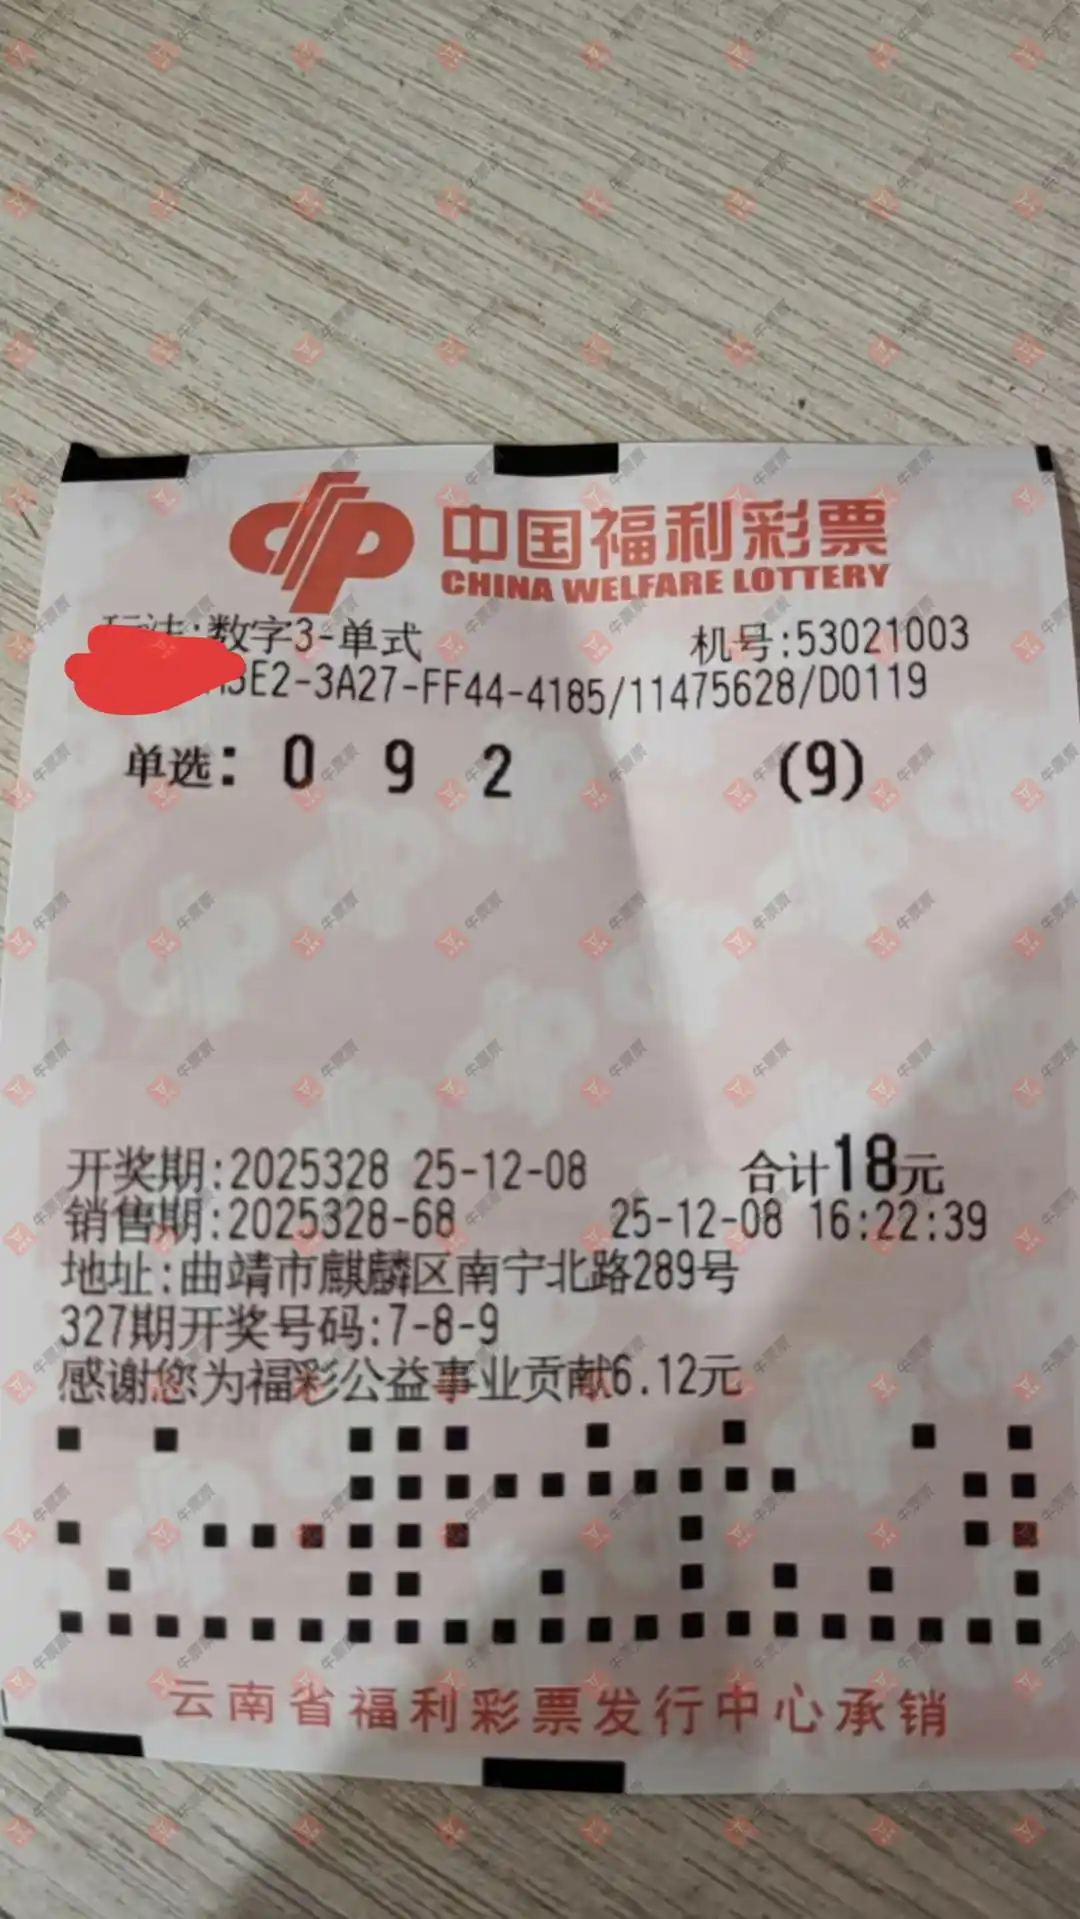 中国福利彩票
CHINA WELFARE LOTTERY
玩法:数字3-单式 机号:53021003
3E2-3A27-FF44-4185/11475628/D0119
单选: 0 9 2 (9)
开奖期:2025328 25-12-08 合计18元
销售期:2025328-68 25-12-08 16:22:39
地址:曲靖市麒麟区南宁北路289号
327期开奖号码:7-8-9
感谢您为福彩公益事业贡献6.12元
云南省福利彩票发行中心承销
牛票票